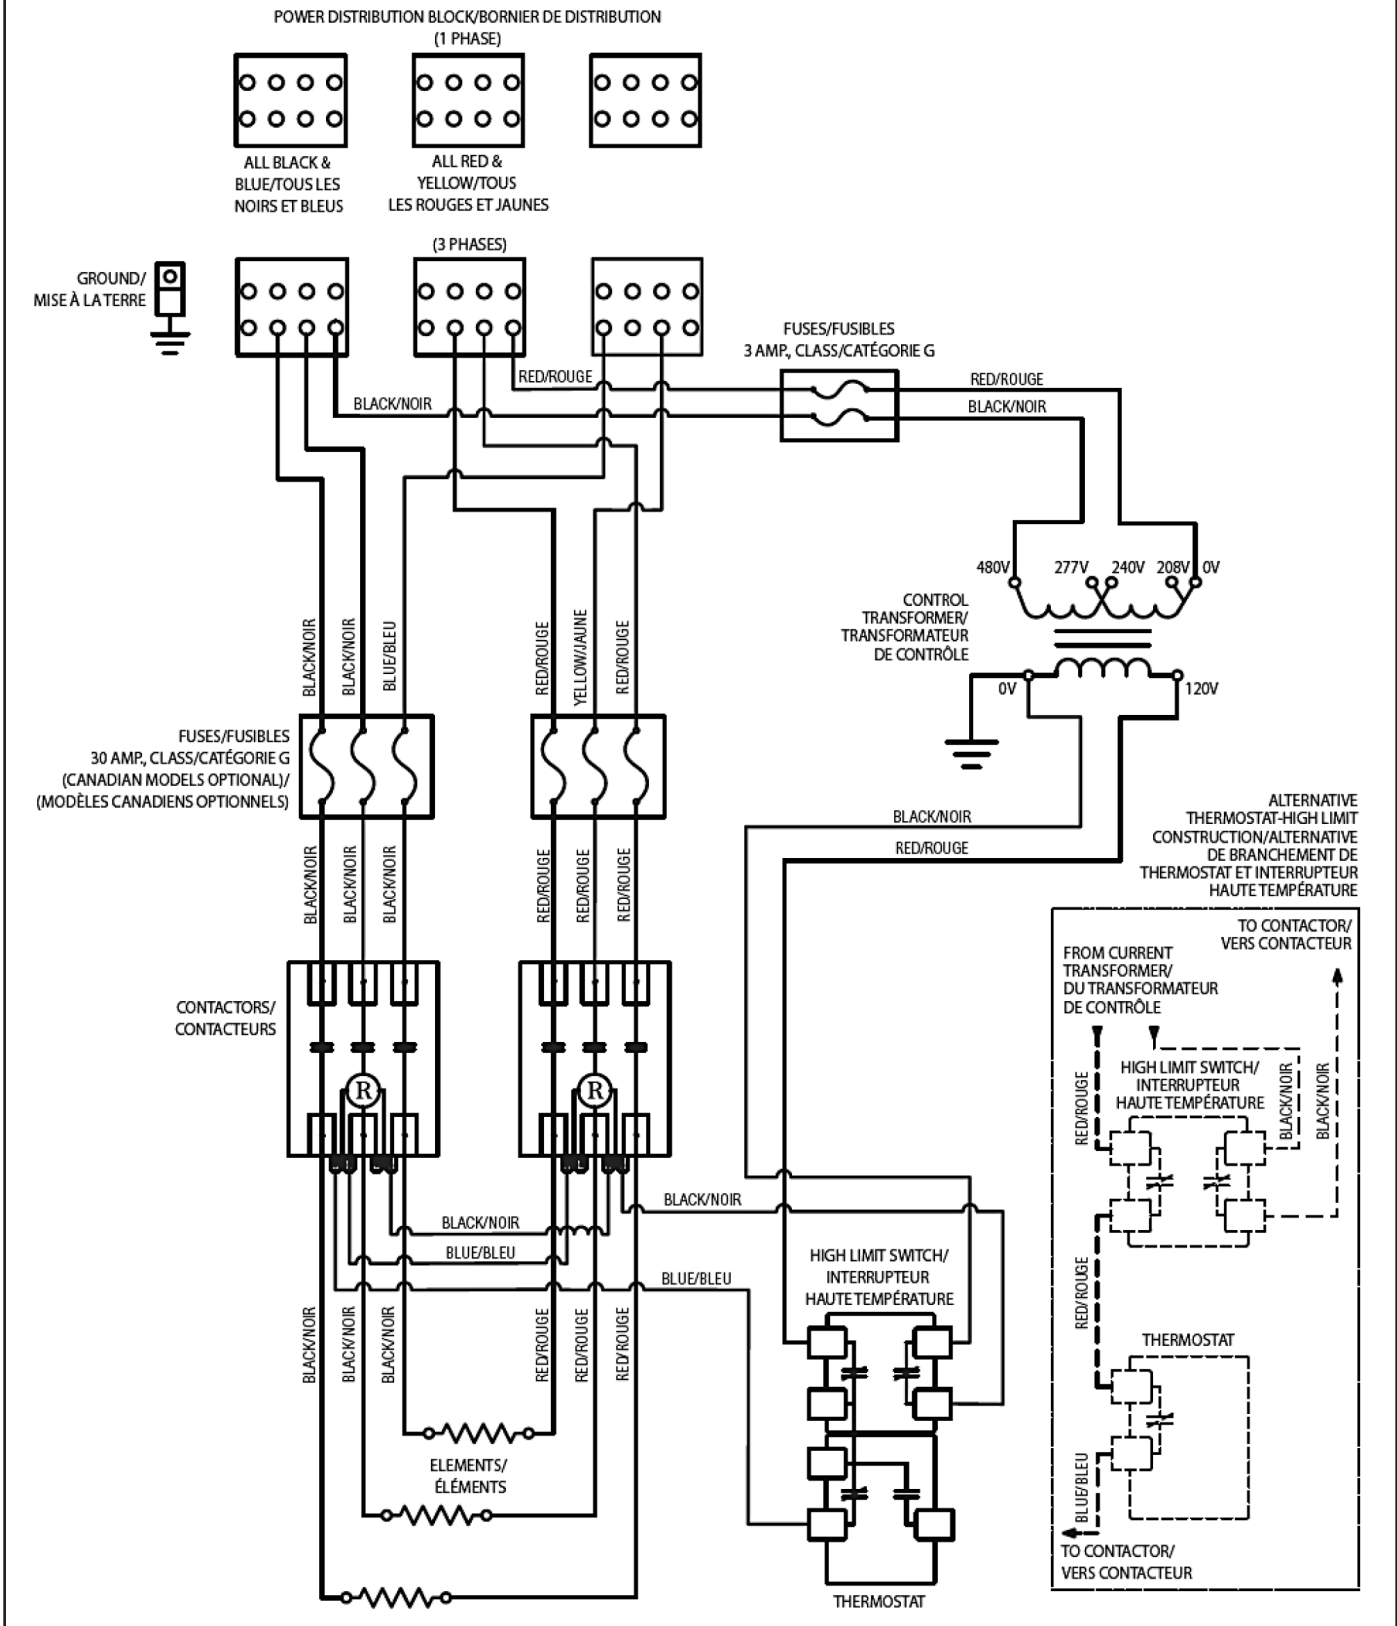 POWER DISTRIBUTION BLOCK/BORNIER DE DISTRIBUTION
(1 PHASE)
ALL BLACK &
BLUE/TOUS LES
NOIRS ET BLEUS
ALL RED &
YELLOW/TOUS
LES ROUGES ET JAUNES
(3 PHASES)
GROUND/
MISE À LA TERRE
FUSES/FUSIBLES
3 AMP., CLASS/CATÉGORIE G
RED/ROUGE
BLACK/NOIR
RED/ROUGE
BLACK/NOIR
480V
277V
240V
208V
0V
CONTROL
TRANSFORMER/
TRANSFORMATEUR
DE CONTRÔLE
0V
120V
BLACK/NOIR
BLACK/NOIR
BLUE/BLEU
RED/ROUGE
YELLOW/JAUNE
RED/ROUGE
FUSES/FUSIBLES
30 AMP., CLASS/CATÉGORIE G
(CANADIAN MODELS OPTIONAL)/
(MODÈLES CANADIENS OPTIONNELS)
BLACK/NOIR
RED/ROUGE
BLACK/NOIR
BLACK/NOIR
BLACK/NOIR
RED/ROUGE
RED/ROUGE
RED/ROUGE
ALTERNATIVE
THERMOSTAT-HIGH LIMIT
CONSTRUCTION/ALTERNATIVE
DE BRANCHEMENT DE
THERMOSTAT ET INTERRUPTEUR
HAUTE TEMPÉRATURE
TO CONTACTOR/
VERS CONTACTEUR
FROM CURRENT
TRANSFORMER/
DU TRANSFORMATEUR
DE CONTRÔLE
CONTACTORS/
CONTACTEURS
R
R
HIGH LIMIT SWITCH/
INTERRUPTEUR
HAUTE TEMPÉRATURE
RED/ROUGE
BLACK/NOIR
BLACK/NOIR
BLACK/NOIR
BLACK/NOIR
BLUE/BLEU
BLUE/BLEU
HIGH LIMIT SWITCH/
INTERRUPTEUR
HAUTE TEMPÉRATURE
RED/ROUGE
BLACK/NOIR
BLACK/NOIR
BLACK/NOIR
RED/ROUGE
RED/ROUGE
RED/ROUGE
THERMOSTAT
ELEMENTS/
ÉLÉMENTS
BLUE/BLEU
TO CONTACTOR/
VERS CONTACTEUR
THERMOSTAT